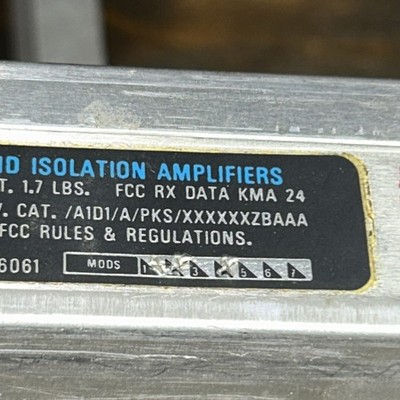 ISOLATION AMPLIFIERS
1.7 LBS. FCC RX DATA KMA 24
CAT. /A1D1/A/PKS/XXXXXXZBAAA
FCC RULES & REGULATIONS.
6061 MODS 1 3 5 6 7